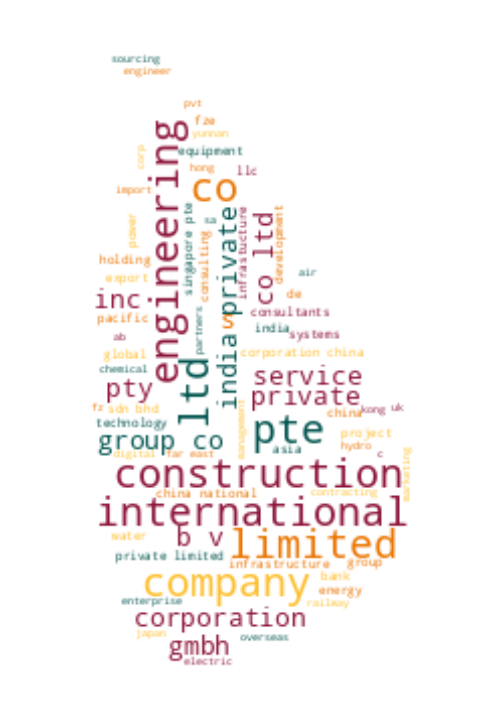 sourcing
engineer
pvt
fze
yunnan
engineering
corp
equipment
hong
llc
import
co
power
singapore pte
consulting
sa
india private
infrastucture
co ltd
development
holding
air
export
de
inc
pacific
s
consultants
india
systems
ab
partners
global
corporation china
chemical
ltd
service
pty
private
fz
sdn bhd
china
kong
uk
technology
pte
management
project
group co
asia
hydro
digital
far east
c
construction
marketing
china national
contracting
international
water
b v
limited
private limited
infrastructure
group
company
bank
energy
enterprise
railway
corporation
japan
overseas
gmbh
electric